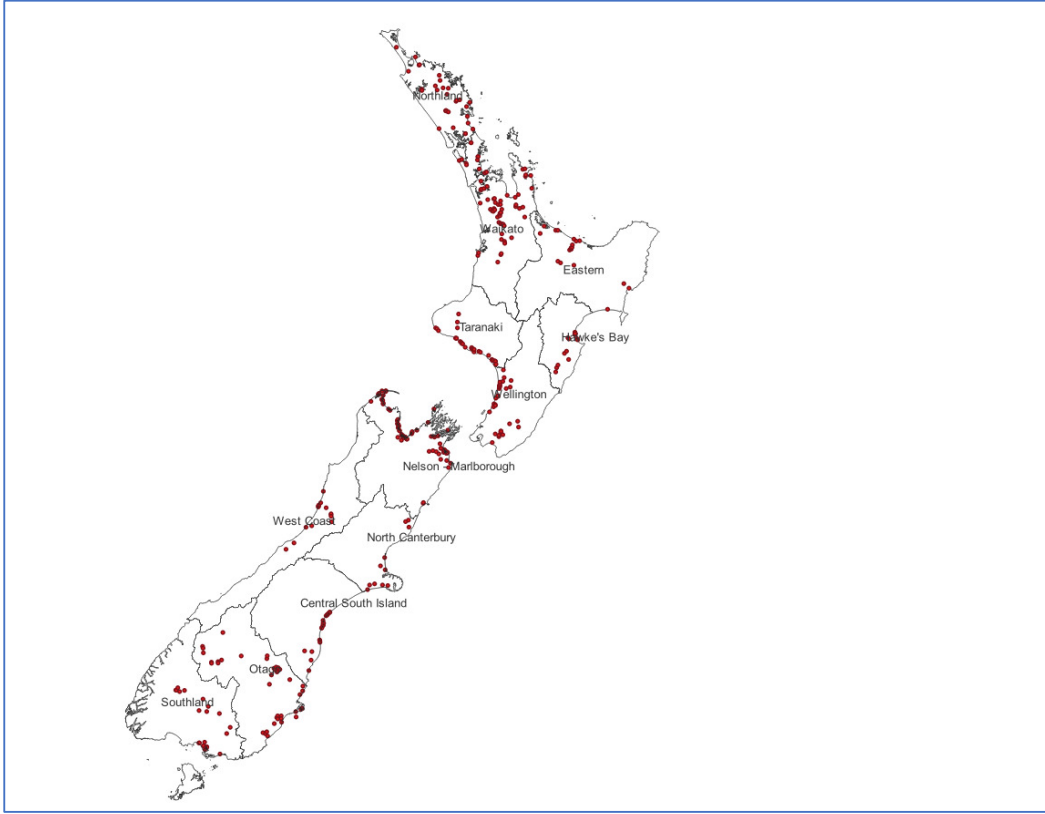 Northland
Waikato
Eastern
Taranaki
Hawke's Bay
Wellington
Nelson - Marlborough
West Coast
North Canterbury
Central South Island
Otago
Southland